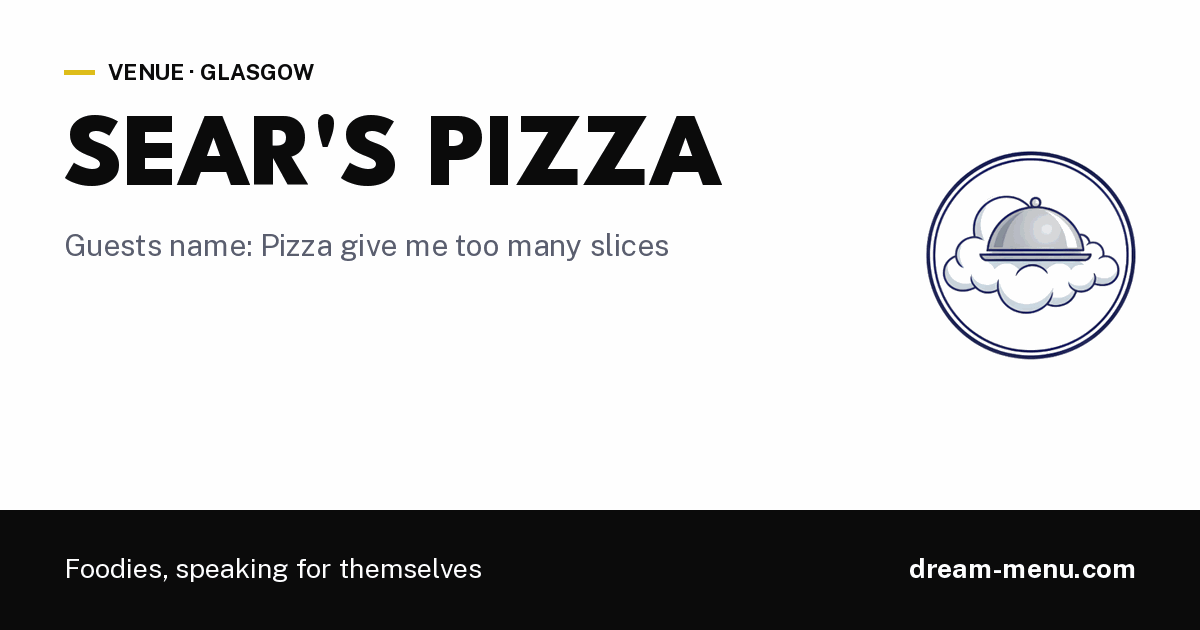 VENUE · GLASGOW
SEAR'S PIZZA
Guests name: Pizza give me too many slices
Foodies, speaking for themselves
dream-menu.com